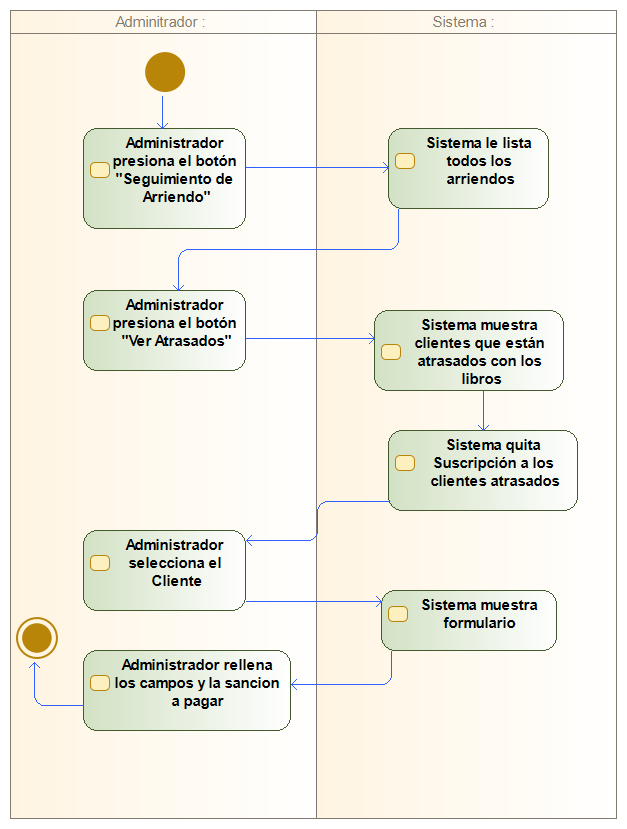 Adminitrador :
Sistema :
Administrador
presiona el botón
"Seguimiento de
Arriendo"
Sistema le lista
todos los
arriendos
Administrador
presiona el botón
"Ver Atrasados"
Sistema muestra
clientes que están
atrasados con los
libros
Sistema quita
Suscripción a los
clientes atrasados
Administrador
selecciona el
Cliente
Sistema muestra
formulario
Administrador rellena
los campos y la sancion
a pagar